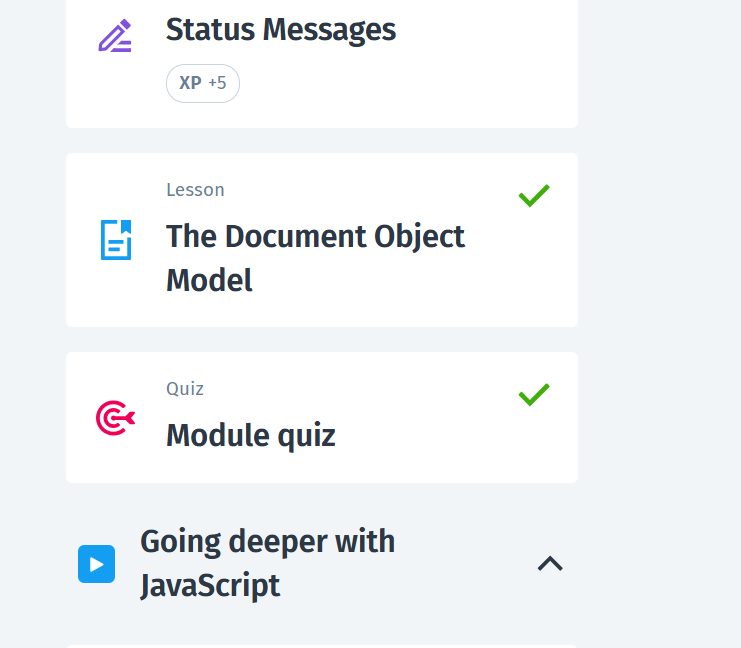 Status Messages
XP +5
Lesson
The Document Object
Model
Quiz
Module quiz
Going deeper with
JavaScript